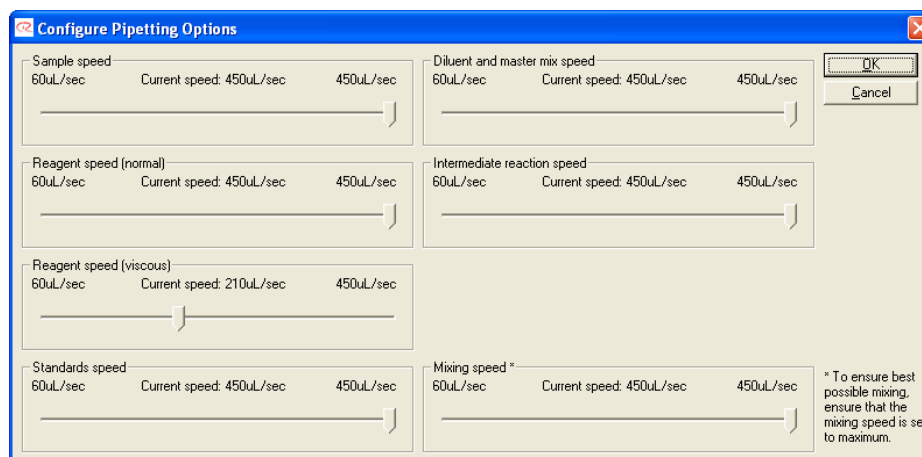 Configure Pipetting Options
Sample speed
60uL/sec Current speed: 450uL/sec 450uL/sec
Diluent and master mix speed
60uL/sec Current speed: 450uL/sec 450uL/sec
OK
Cancel
Reagent speed (normal)
60uL/sec Current speed: 450uL/sec 450uL/sec
Intermediate reaction speed
60uL/sec Current speed: 450uL/sec 450uL/sec
Reagent speed (viscous)
60uL/sec Current speed: 210uL/sec 450uL/sec
Standards speed
60uL/sec Current speed: 450uL/sec 450uL/sec
Mixing speed *
60uL/sec Current speed: 450uL/sec 450uL/sec
* To ensure best
possible mixing,
ensure that the
mixing speed is se
to maximum.